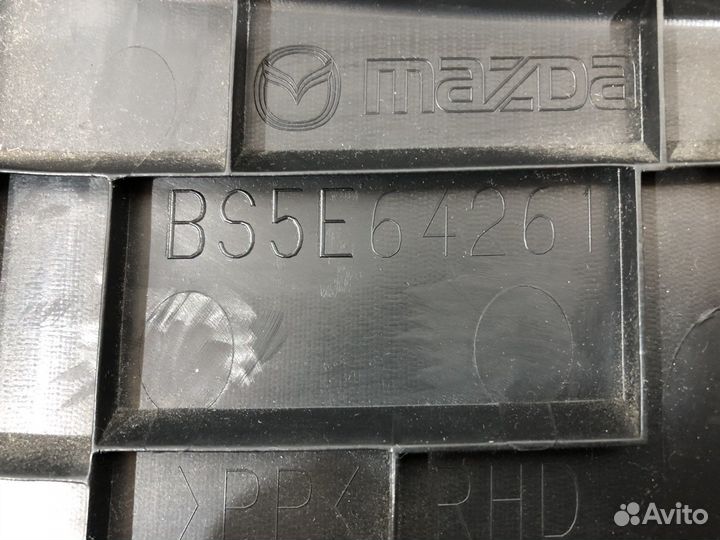 mazda
BS5E64261
>PP<
RHD
Avito